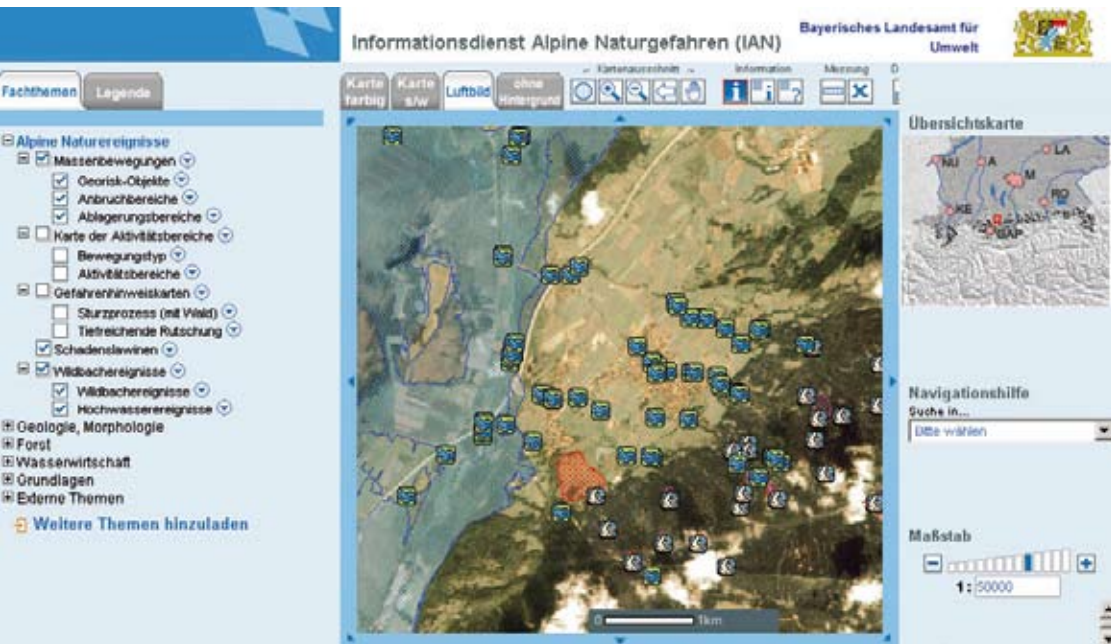 Informationsdienst Alpine Naturgefahren (IAN)
Bayerisches Landesamt für
Umwelt
Fachthemen
Legende
Karte
farbig
Karte
s/w
Luftbild
ohne
Hintergrund
Kartenausschnitt
Information
Messung
D
Alpine Naturereignisse
Massenbewegungen
Georisk-Objekte
Anbruchbereiche
Ablagerungsbereiche
Karte der Aktivitätsbereiche
Bewegungstyp
Aktivitätsbereiche
Gefahrenhinweiskarten
Sturzprozess (mit Wald)
Tiefreichende Rutschung
Schadenslawinen
Wildbachereignisse
Wildbachereignisse
Hochwasserereignisse
Geologie, Morphologie
Forst
Wasserwirtschaft
Grundlagen
Externe Themen
Weitere Themen hinzuladen
0 1km
Übersichtskarte
NU
A
LA
M
RO
KE
GAP
Navigationshilfe
Suche in...
Bitte wählen
Maßstab
1: 50000